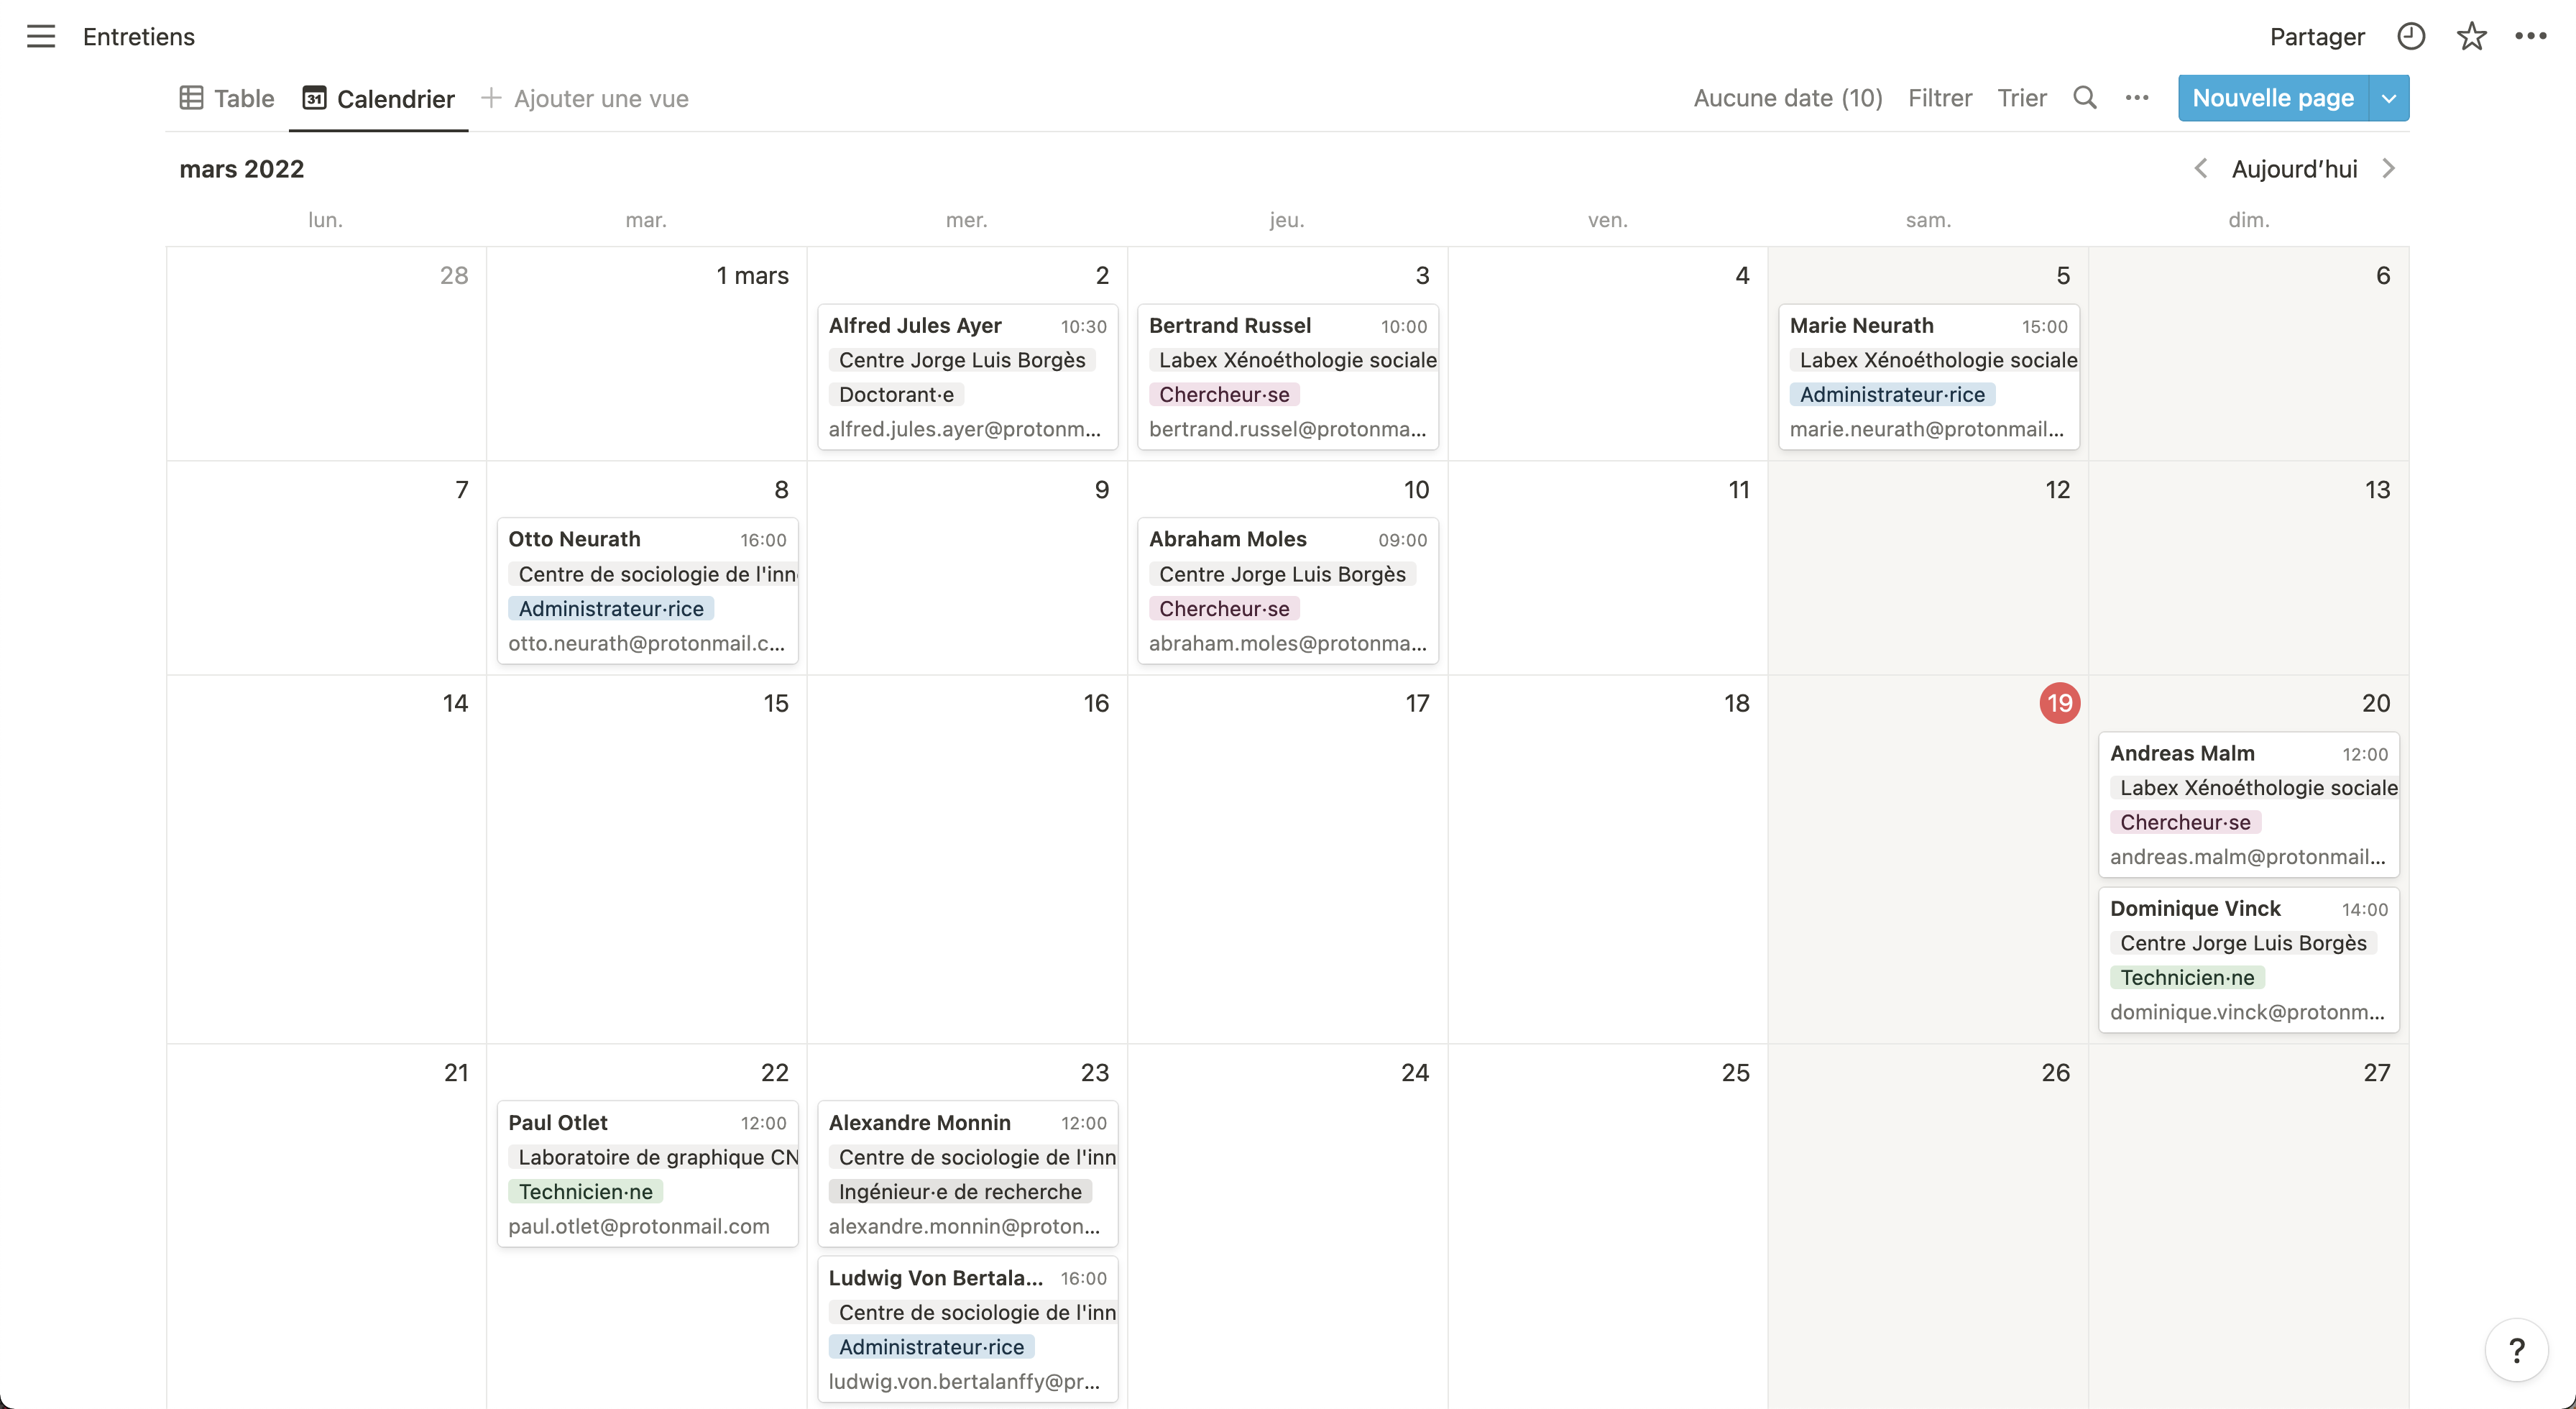 Entretiens
Partager
Table
31
Calendrier
Ajouter une vue
Aucune date (10)
Filtrer
Trier
Nouvelle page
mars 2022
Aujourd'hui
lun.
mar.
mer.
jeu.
ven.
sam.
dim.
28
1 mars
2
3
4
5
6
Alfred Jules Ayer 10:30
Centre Jorge Luis Borgès
Doctorant·e
alfred.jules.ayer@protonm...
Bertrand Russel 10:00
Labex Xénoéthologie sociale
Chercheur·se
bertrand.russel@protonma...
Marie Neurath 15:00
Labex Xénoéthologie sociale
Administrateur·rice
marie.neurath@protonmail...
7
8
9
10
11
12
13
Otto Neurath 16:00
Centre de sociologie de l'inn
Administrateur·rice
otto.neurath@protonmail.c...
Abraham Moles 09:00
Centre Jorge Luis Borgès
Chercheur·se
abraham.moles@protonma...
14
15
16
17
18
19
20
Andreas Malm 12:00
Labex Xénoéthologie sociale
Chercheur·se
andreas.malm@protonmail...
Dominique Vinck 14:00
Centre Jorge Luis Borgès
Technicien·ne
dominique.vinck@protonm...
21
22
23
24
25
26
27
Paul Otlet 12:00
Laboratoire de graphique CN
Technicien·ne
paul.otlet@protonmail.com
Alexandre Monnin 12:00
Centre de sociologie de l'inn
Ingénieur·e de recherche
alexandre.monnin@proton...
Ludwig Von Bertala... 16:00
Centre de sociologie de l'inn
Administrateur·rice
ludwig.von.bertalanffy@pr...
?